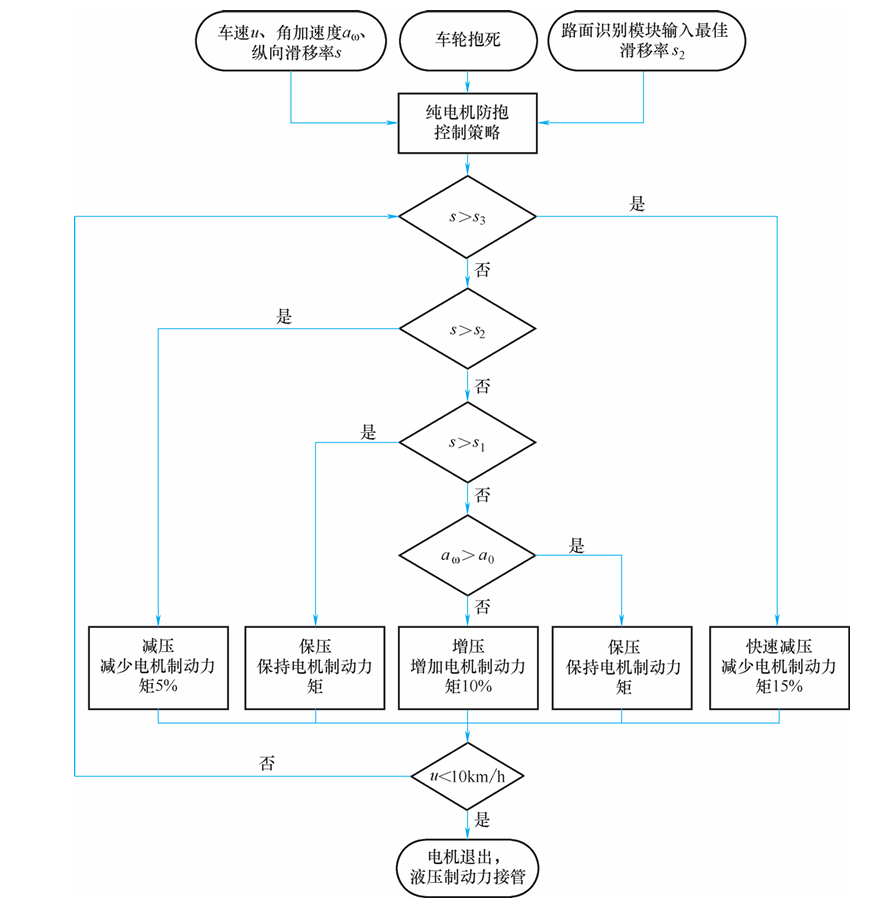 车速u、角加速度aω、
纵向滑移率s
车轮抱死
路面识别模块输入最佳
滑移率s2
纯电机防抱
控制策略
s>s3
是
否
s>s2
是
否
s>s1
是
否
aω>a0
是
否
减压
减少电机制动力
矩5%
保压
保持电机制动力
矩
增压
增加电机制动力
矩10%
保压
保持电机制动力
矩
快速减压
减少电机制动力
矩15%
u<10km/h
否
是
电机退出，
液压制动力接管